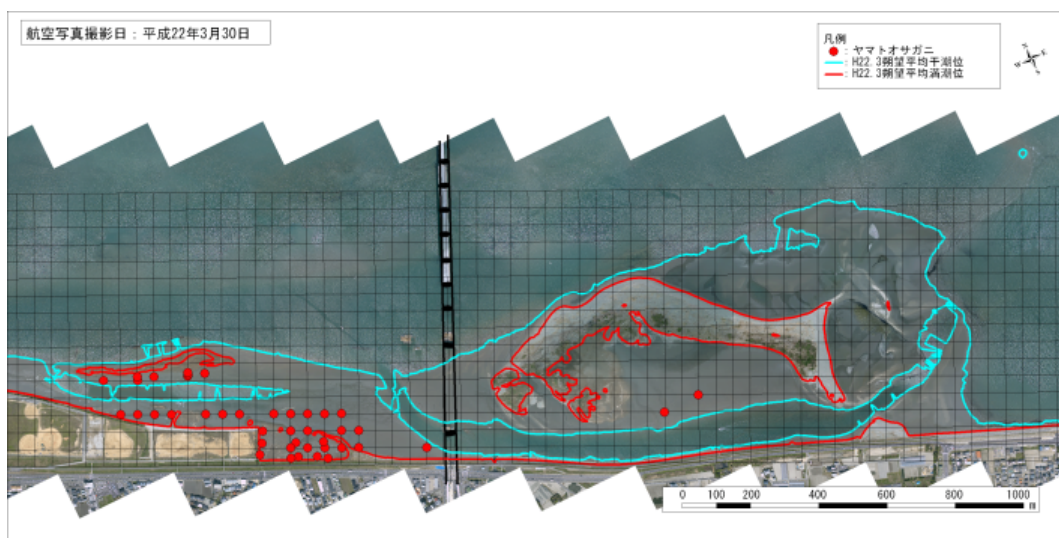 航空写真撮影日：平成22年3月30日
凡例
：ヤマトオサガニ
：H22.3朔望平均干潮位
：H22.3朔望平均満潮位
0 100 200 400 600 800 1000
m